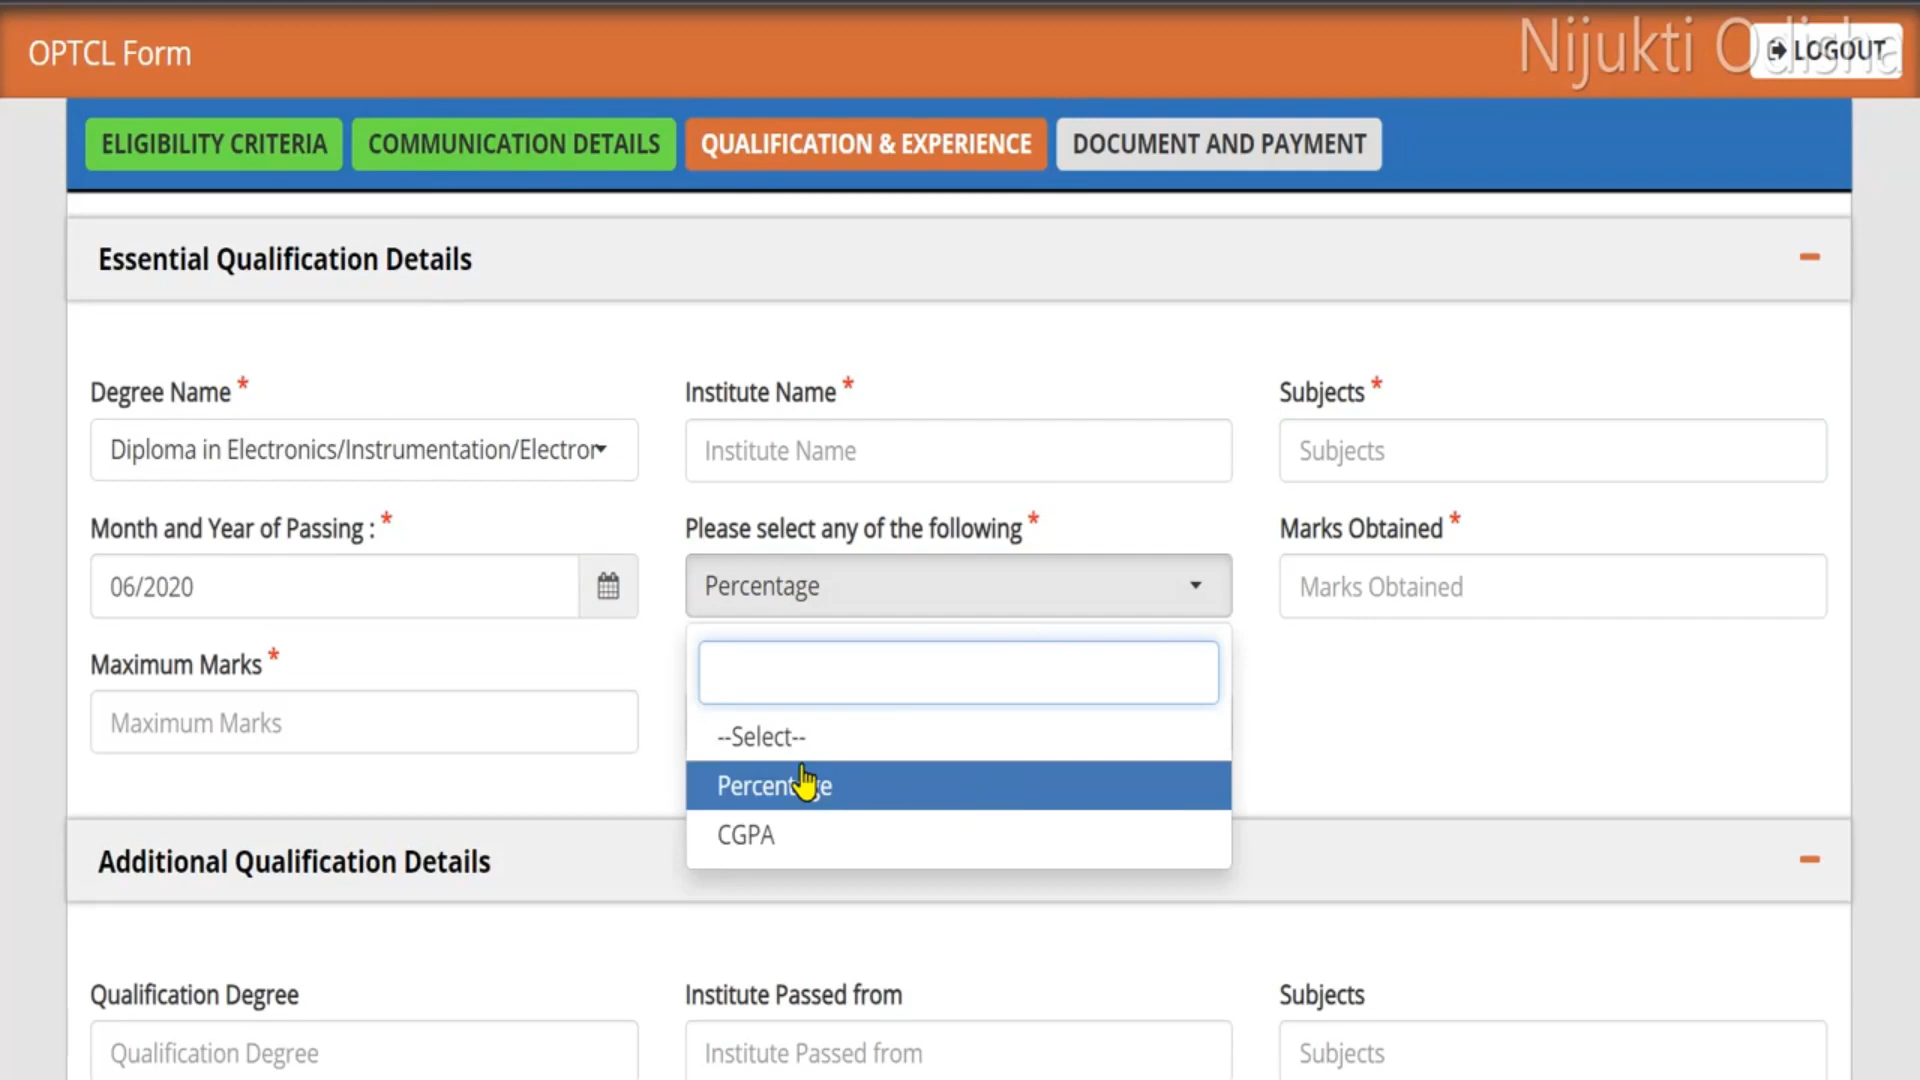 OPTCL Form
Nijukti Odisha
LOGOUT
ELIGIBILITY CRITERIA
COMMUNICATION DETAILS
QUALIFICATION & EXPERIENCE
DOCUMENT AND PAYMENT
Essential Qualification Details
Degree Name *
Institute Name *
Subjects *
Diploma in Electronics/Instrumentation/Electron
Institute Name
Subjects
Month and Year of Passing : *
Please select any of the following *
Marks Obtained *
06/2020
Percentage
Marks Obtained
Maximum Marks *
Maximum Marks
--Select--
Percentage
CGPA
Additional Qualification Details
Qualification Degree
Institute Passed from
Subjects
Qualification Degree
Institute Passed from
Subjects